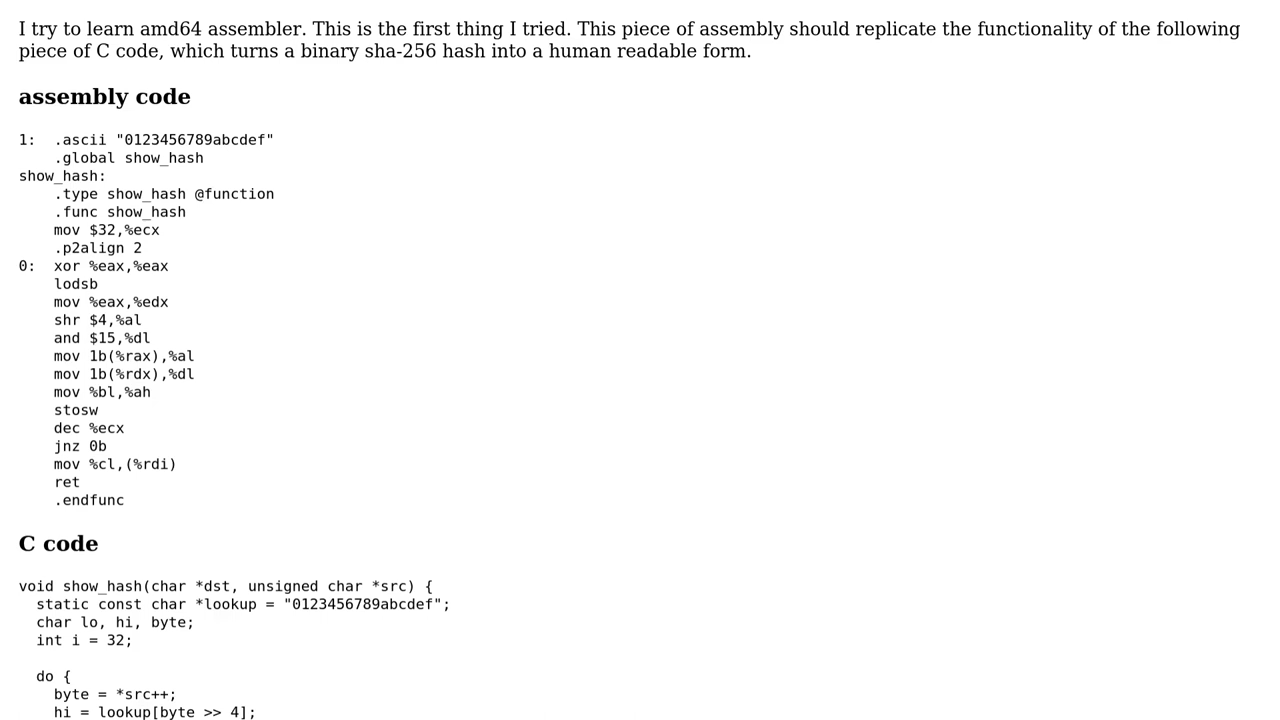 I try to learn amd64 assembler. This is the first thing I tried. This piece of assembly should replicate the functionality of the following
piece of C code, which turns a binary sha-256 hash into a human readable form.
assembly code
1:  .ascii "0123456789abcdef"
    .global show_hash
show_hash:
    .type show_hash @function
    .func show_hash
    mov $32,%ecx
    .p2align 2
0:  xor %eax,%eax
    lodsb
    mov %eax,%edx
    shr $4,%al
    and $15,%dl
    mov 1b(%rax),%al
    mov 1b(%rdx),%dl
    mov %bl,%ah
    stosw
    dec %ecx
    jnz 0b
    mov %cl,(%rdi)
    ret
    .endfunc
C code
void show_hash(char *dst, unsigned char *src) {
  static const char *lookup = "0123456789abcdef";
  char lo, hi, byte;
  int i = 32;
  do {
    byte = *src++;
    hi = lookup[byte >> 4];